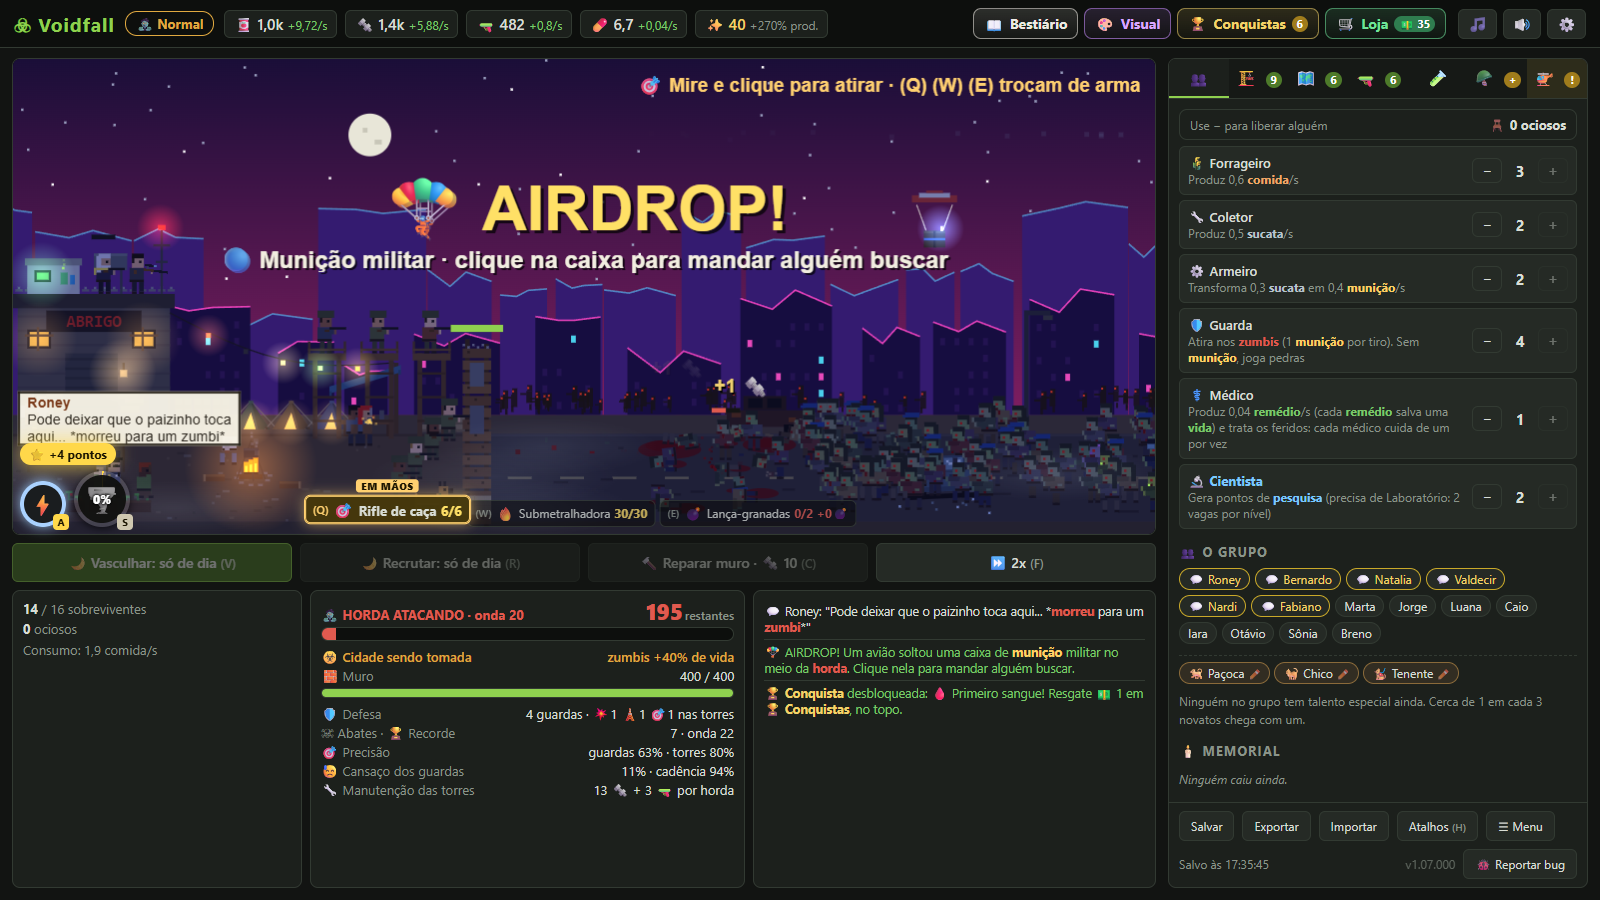 Voidfall
Normal
1,0k +9,72/s
1,4k +5,88/s
482 +0,8/s
6,7 +0,04/s
40 +270% prod.
Bestiário
Visual
Conquistas 6
Loja 35
Mire e clique para atirar · (Q) (W) (E) trocam de arma
AIRDROP!
Munição militar · clique na caixa para mandar alguém buscar
ABRIGO
+1
Roney
Pode deixar que o paizinho toca
aqui... *morreu para um zumbi*
+4 pontos
A
0%
S
EM MÃOS
(Q) Rifle de caça 6/6
(W) Submetralhadora 30/30
(E) Lança-granadas 0/2 +0
Vasculhar: só de dia (V)
Recrutar: só de dia (R)
Reparar muro · 10 (C)
2x (F)
14 / 16 sobreviventes
0 ociosos
Consumo: 1,9 comida/s
HORDA ATACANDO · onda 20
195 restantes
Cidade sendo tomada
zumbis +40% de vida
Muro
400 / 400
Defesa
4 guardas · 1 1 1 nas torres
Abates · Recorde
7 · onda 22
Precisão
guardas 63% · torres 80%
Cansaço dos guardas
11% · cadência 94%
Manutenção das torres
13 + 3 por horda
Roney: "Pode deixar que o paizinho toca aqui... *morreu para um
zumbi*"
AIRDROP! Um avião soltou uma caixa de munição militar no
meio da horda. Clique nela para mandar alguém buscar.
Conquista desbloqueada: Primeiro sangue! Resgate 1 em
Conquistas, no topo.
9
6
6
+
!
Use − para liberar alguém
0 ociosos
Forrageiro
Produz 0,6 comida/s
− 3 +
Coletor
Produz 0,5 sucata/s
− 2 +
Armeiro
Transforma 0,3 sucata em 0,4 munição/s
− 2 +
Guarda
Atira nos zumbis (1 munição por tiro). Sem
munição, joga pedras
− 4 +
Médico
Produz 0,04 remédio/s (cada remédio salva uma
vida) e trata os feridos: cada médico cuida de um
por vez
− 1 +
Cientista
Gera pontos de pesquisa (precisa de Laboratório: 2
vagas por nível)
− 2 +
O GRUPO
Roney
Bernardo
Natalia
Valdecir
Nardi
Fabiano
Marta
Jorge
Luana
Caio
Iara
Otávio
Sônia
Breno
Paçoca
Chico
Tenente
Ninguém no grupo tem talento especial ainda. Cerca de 1 em cada 3
novatos chega com um.
MEMORIAL
Ninguém caiu ainda.
Salvar
Exportar
Importar
Atalhos (H)
☰ Menu
Salvo às 17:35:45
v1.07.000
Reportar bug